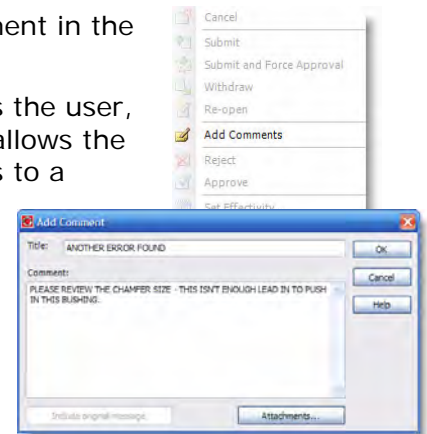 ment in the
s the user,
allows the
s to a
Cancel
Submit
Submit and Force Approval
Withdraw
Re-open
Add Comments
Reject
Approve
Set Effectivity
Add Comment
Title: ANOTHER ERROR FOUND
OK
Comment:
Cancel
PLEASE REVIEW THE CHAMFER SIZE - THIS ISN'T ENOUGH LEAD IN TO PUSH
IN THIS BUSHING.
Help
Include original message
Attachments...